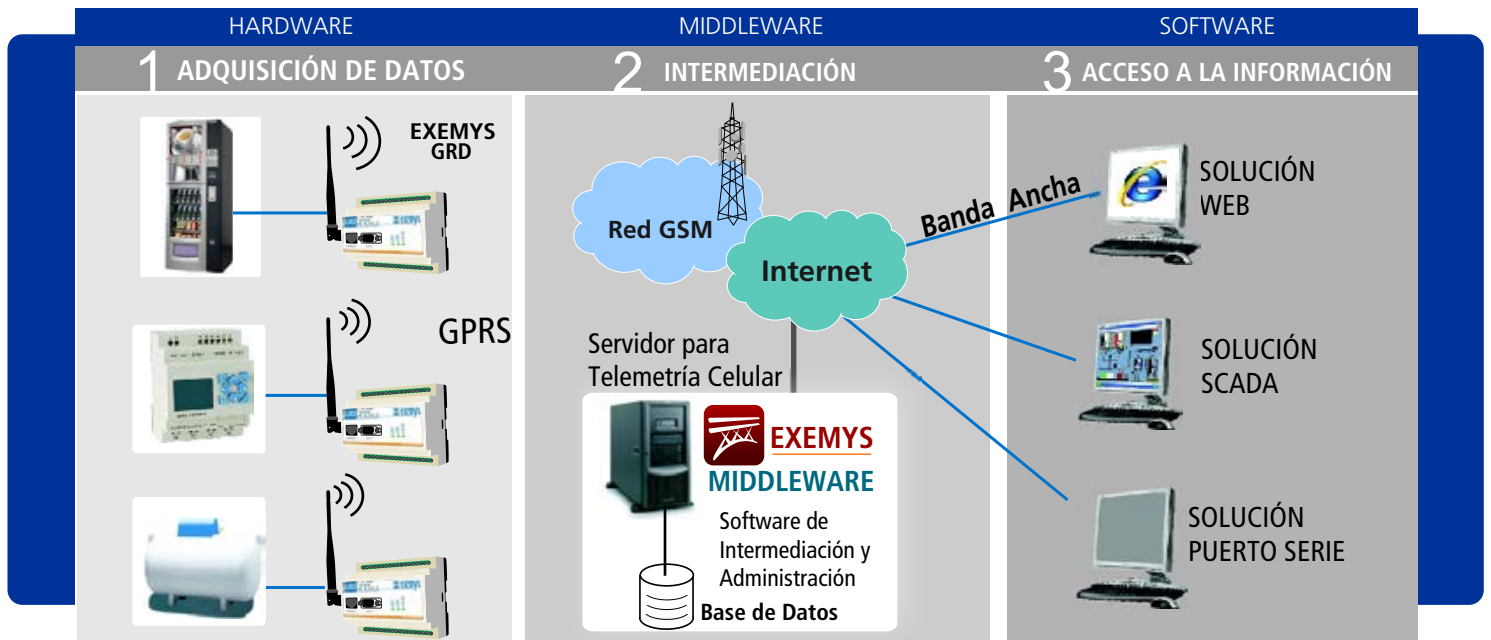 HARDWARE
MIDDLEWARE
SOFTWARE
1 ADQUISICIÓN DE DATOS
2 INTERMEDIACIÓN
3 ACCESO A LA INFORMACIÓN
EXEMYS
GRD
GPRS
Red GSM
Internet
Banda Ancha
Servidor para
Telemetría Celular
EXEMYS
MIDDLEWARE
Software de
Intermediación y
Administración
Base de Datos
SOLUCIÓN
WEB
SOLUCIÓN
SCADA
SOLUCIÓN
PUERTO SERIE